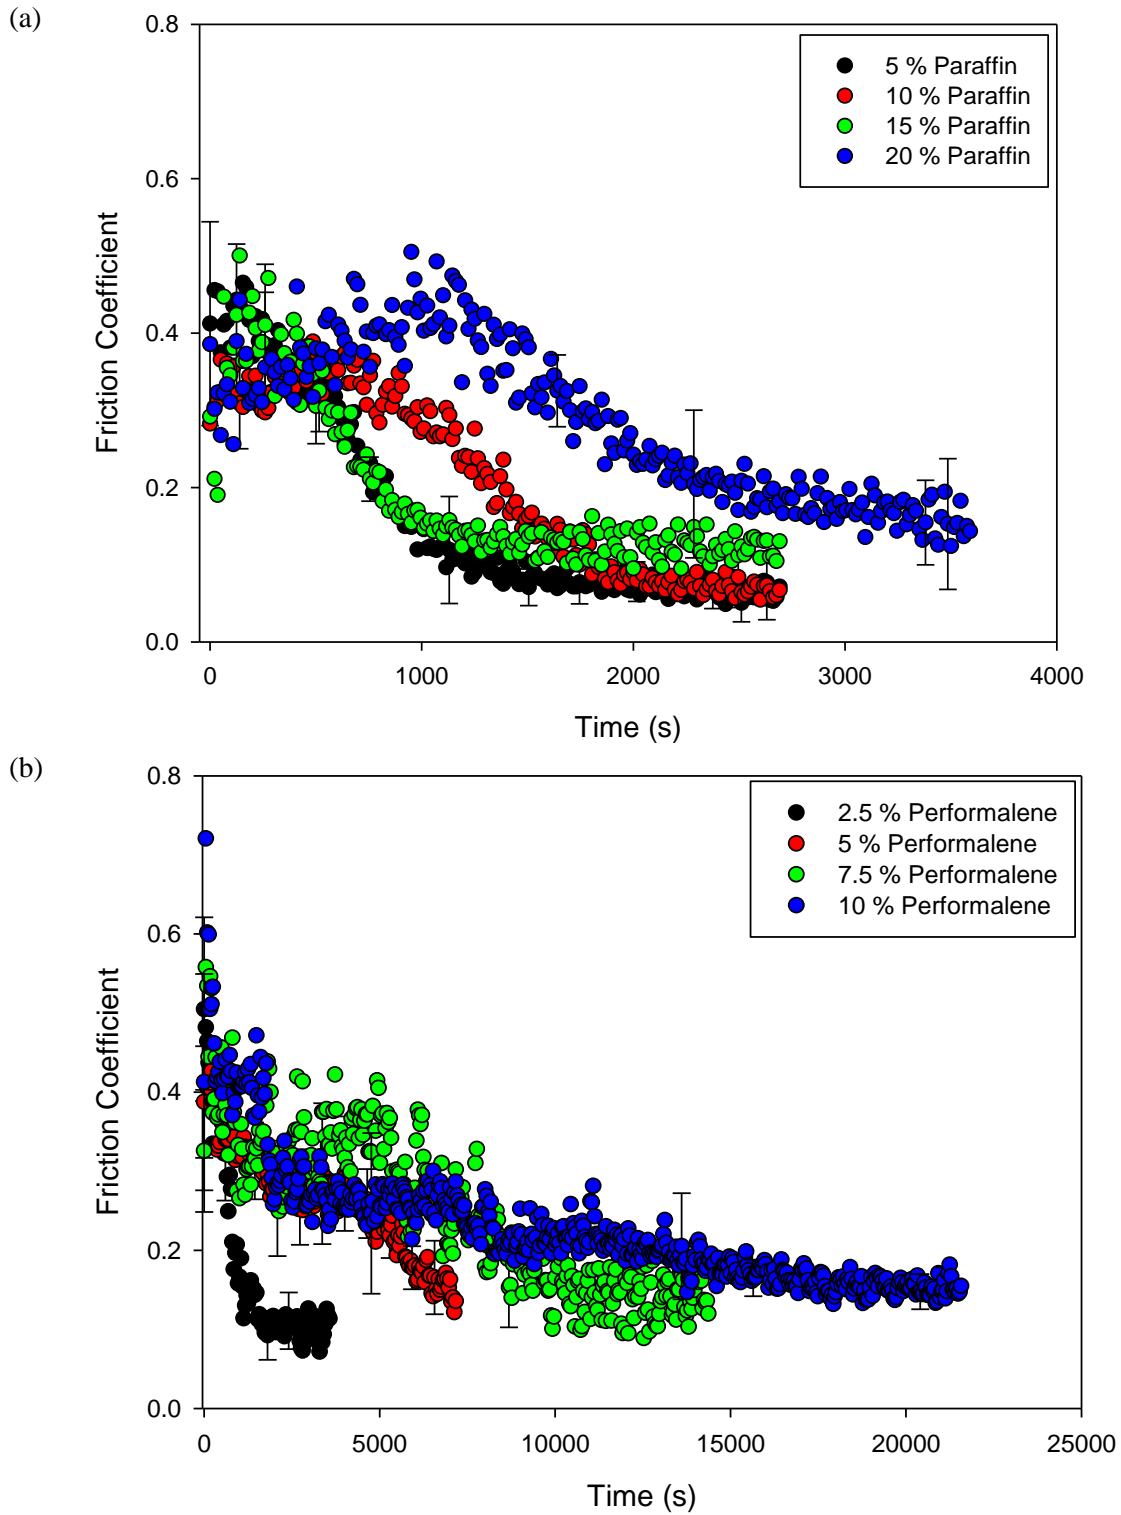 (a)
0.8
5 % Paraffin
10 % Paraffin
15 % Paraffin
20 % Paraffin
0.6
0.4
0.2
0.0
Friction Coefficient
0 1000 2000 3000 4000
Time (s)
(b)
0.8
2.5 % Performalene
5 % Performalene
7.5 % Performalene
10 % Performalene
0.6
0.4
0.2
0.0
Friction Coefficient
0 5000 10000 15000 20000 25000
Time (s)